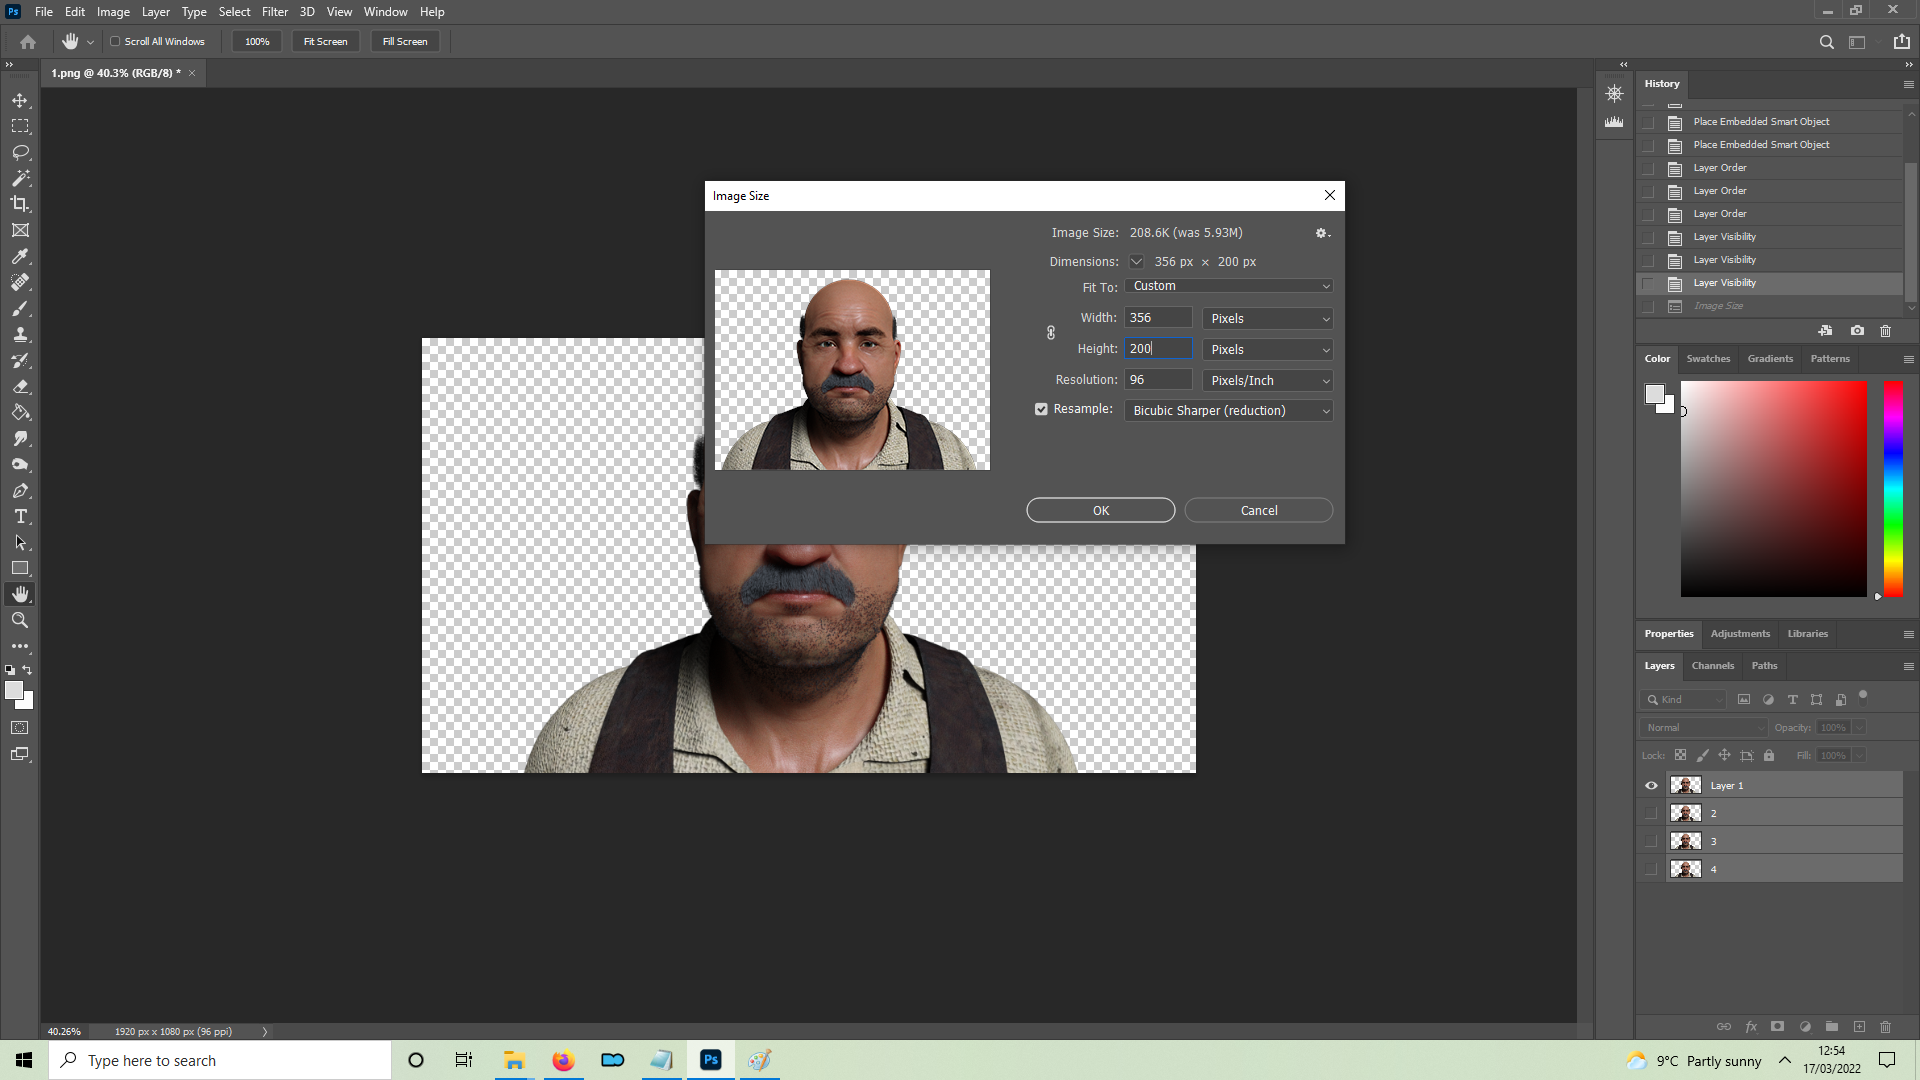 Ps File Edit Image Layer Type Select Filter 3D View Window Help
Scroll All Windows 100% Fit Screen Fill Screen
1.png @ 40.3% (RGB/8) * ×
History
Place Embedded Smart Object
Place Embedded Smart Object
Layer Order
Layer Order
Layer Order
Layer Visibility
Layer Visibility
Layer Visibility
Image Size
Image Size
Image Size: 208.6K (was 5.93M)
Dimensions: 356 px × 200 px
Fit To: Custom
Width: 356 Pixels
Height: 200 Pixels
Resolution: 96 Pixels/Inch
Resample: Bicubic Sharper (reduction)
OK Cancel
Color Swatches Gradients Patterns
Properties Adjustments Libraries
Layers Channels Paths
Kind
Normal Opacity: 100%
Lock: Fill: 100%
Layer 1
2
3
4
fx
40.26% 1920 px x 1080 px (96 ppi)
Type here to search
Ps
9°C Partly sunny
12:54
17/03/2022